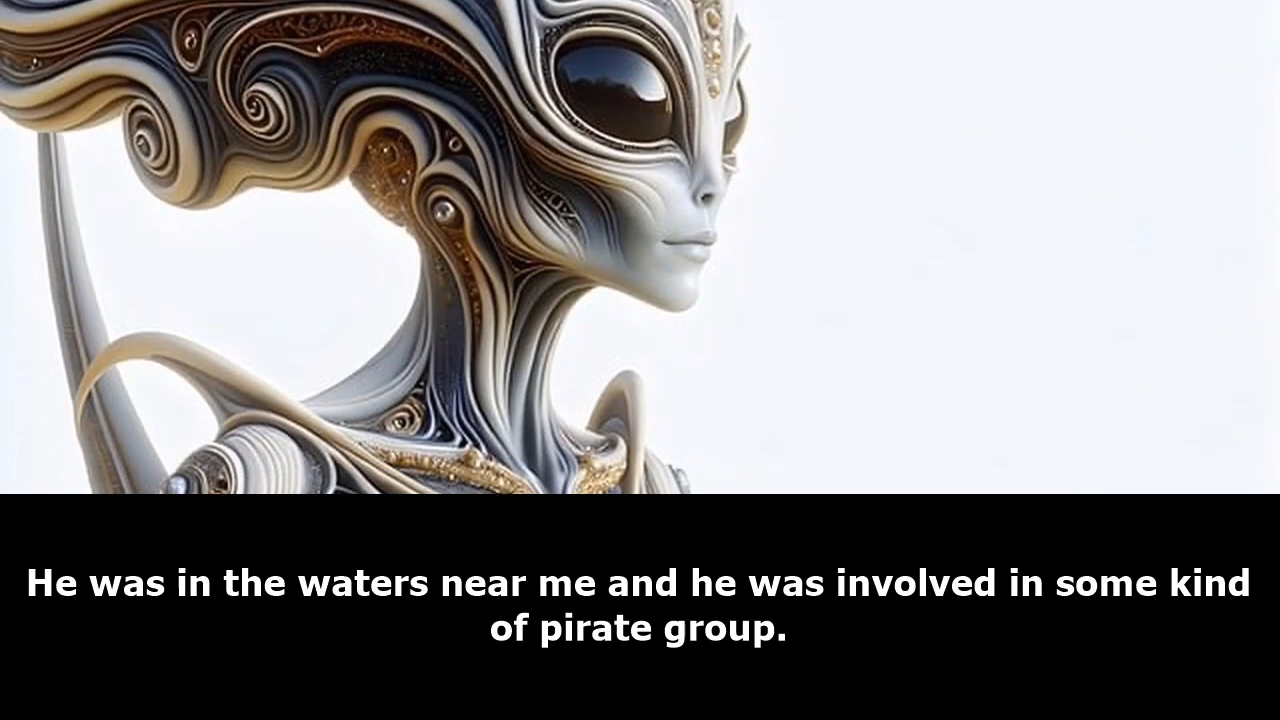 He was in the waters near me and he was involved in some kind
of pirate group.